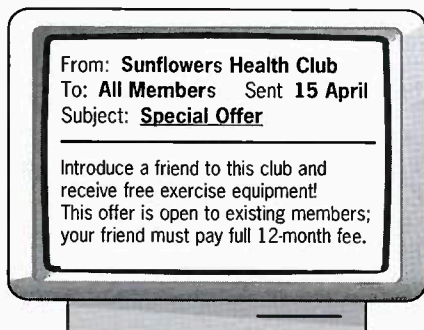 From: Sunflowers Health Club
To: All Members Sent 15 April
Subject: Special Offer
Introduce a friend to this club and
receive free exercise equipment!
This offer is open to existing members;
your friend must pay full 12-month fee.